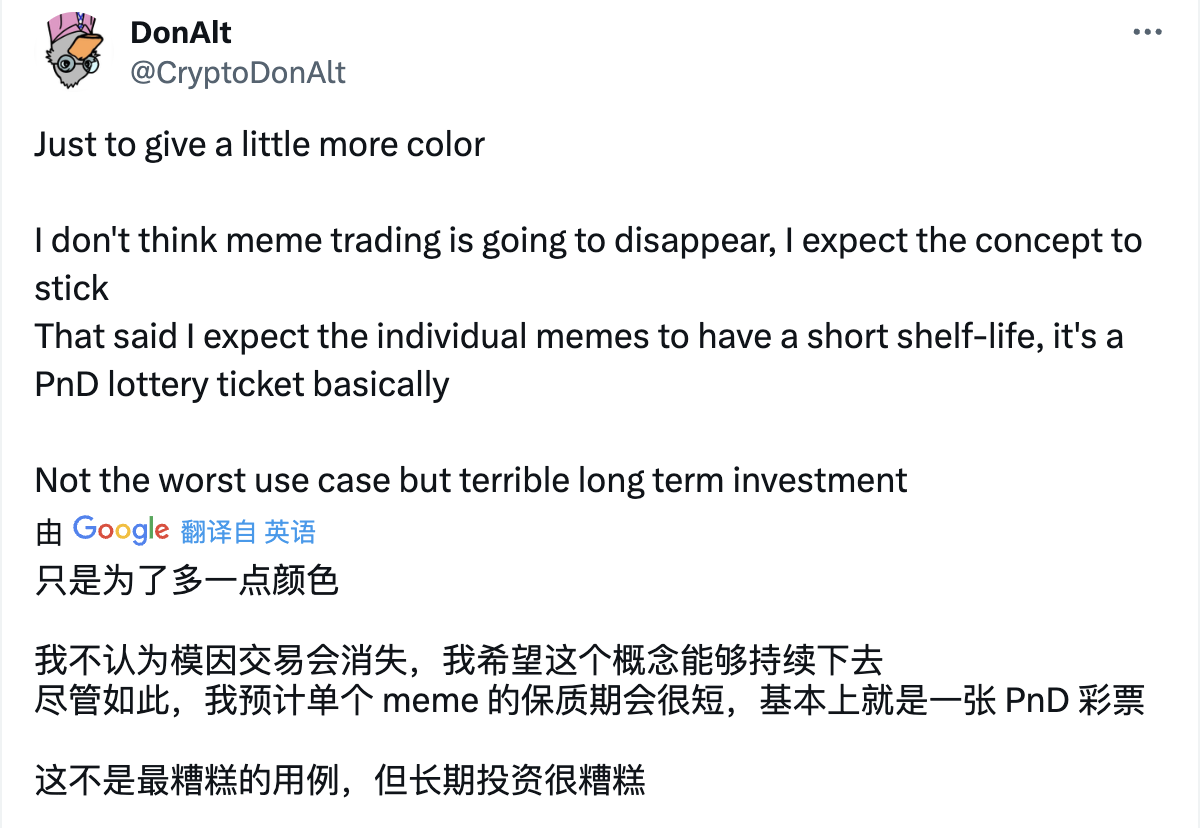 DonAlt
@CryptoDonAlt
Just to give a little more color
I don't think meme trading is going to disappear, I expect the concept to
stick
That said I expect the individual memes to have a short shelf-life, it's a
PnD lottery ticket basically
Not the worst use case but terrible long term investment
由 Google 翻译自 英语
只是为了多一点颜色
我不认为模因交易会消失，我希望这个概念能够持续下去
尽管如此，我预计单个 meme 的保质期会很短，基本上就是一张 PnD 彩票
这不是最糟糕的用例，但长期投资很糟糕